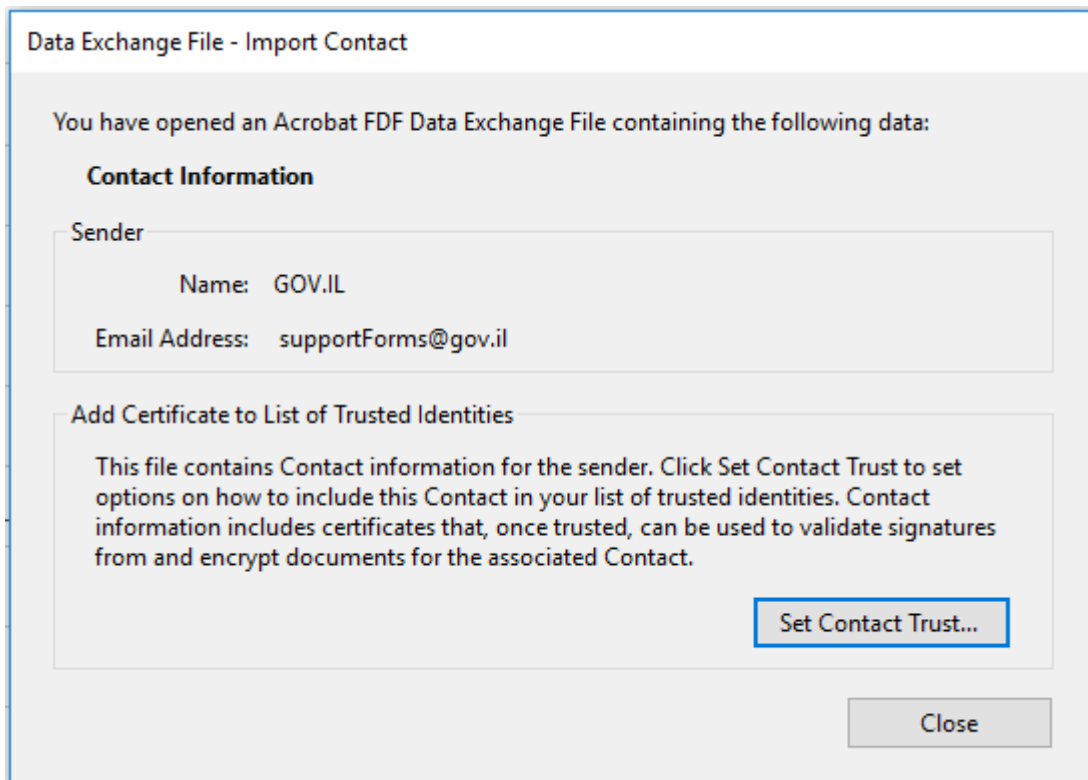 Data Exchange File - Import Contact
You have opened an Acrobat FDF Data Exchange File containing the following data:
Contact Information
Sender
Name: GOV.IL
Email Address: supportForms@gov.il
Add Certificate to List of Trusted Identities
This file contains Contact information for the sender. Click Set Contact Trust to set
options on how to include this Contact in your list of trusted identities. Contact
information includes certificates that, once trusted, can be used to validate signatures
from and encrypt documents for the associated Contact.
Set Contact Trust...
Close